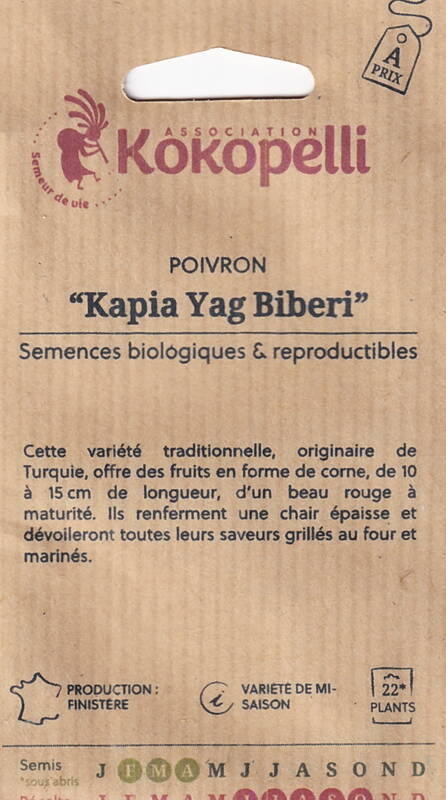 A
PRIX
ASSOCIATION
Kokopelli
Semeur de vie
POIVRON
“Kapia Yag Biberi”
Semences biologiques & reproductibles
Cette variété traditionnelle, originaire de
Turquie, offre des fruits en forme de corne, de 10
à 15 cm de longueur, d'un beau rouge à
maturité. Ils renferment une chair épaisse et
dévoileront toutes leurs saveurs grillés au four et
marinés.
PRODUCTION :
FINISTÈRE
VARIÉTÉ DE MI-
SAISON
22*
PLANTS
Semis
*sous abris
J F M A M J J A S O N D